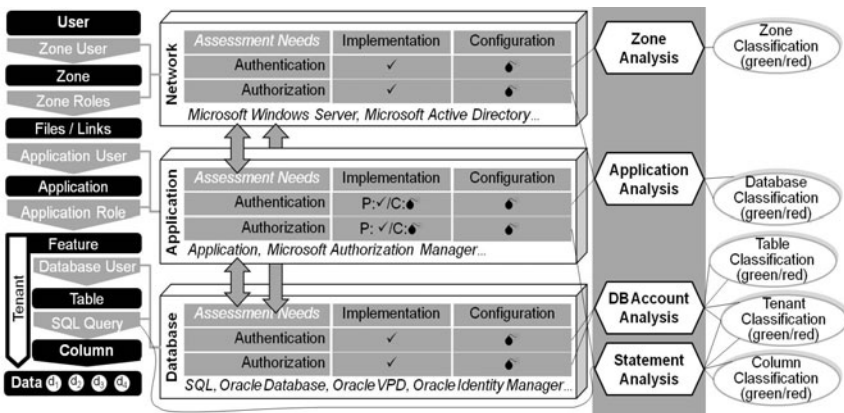 User
Zone User
Zone
Zone Roles
Files / Links
Application User
Application
Application Role
Feature
Database User
Table
SQL Query
Column
Tenant
Data d1 d2 d3 d4
Network
Assessment Needs Implementation Configuration
Authentication ✓
Authorization ✓
Microsoft Windows Server, Microsoft Active Directory...
Application
Assessment Needs Implementation Configuration
Authentication P:✓/C:
Authorization P: ✓/C:
Application, Microsoft Authorization Manager...
Database
Assessment Needs Implementation Configuration
Authentication ✓
Authorization ✓
SQL, Oracle Database, Oracle VPD, Oracle Identity Manager...
Zone
Analysis
Application
Analysis
DB Account
Analysis
Statement
Analysis
Zone
Classification
(green/red)
Database
Classification
(green/red)
Table
Classification
(green/red)
Tenant
Classification
(green/red)
Column
Classification
(green/red)